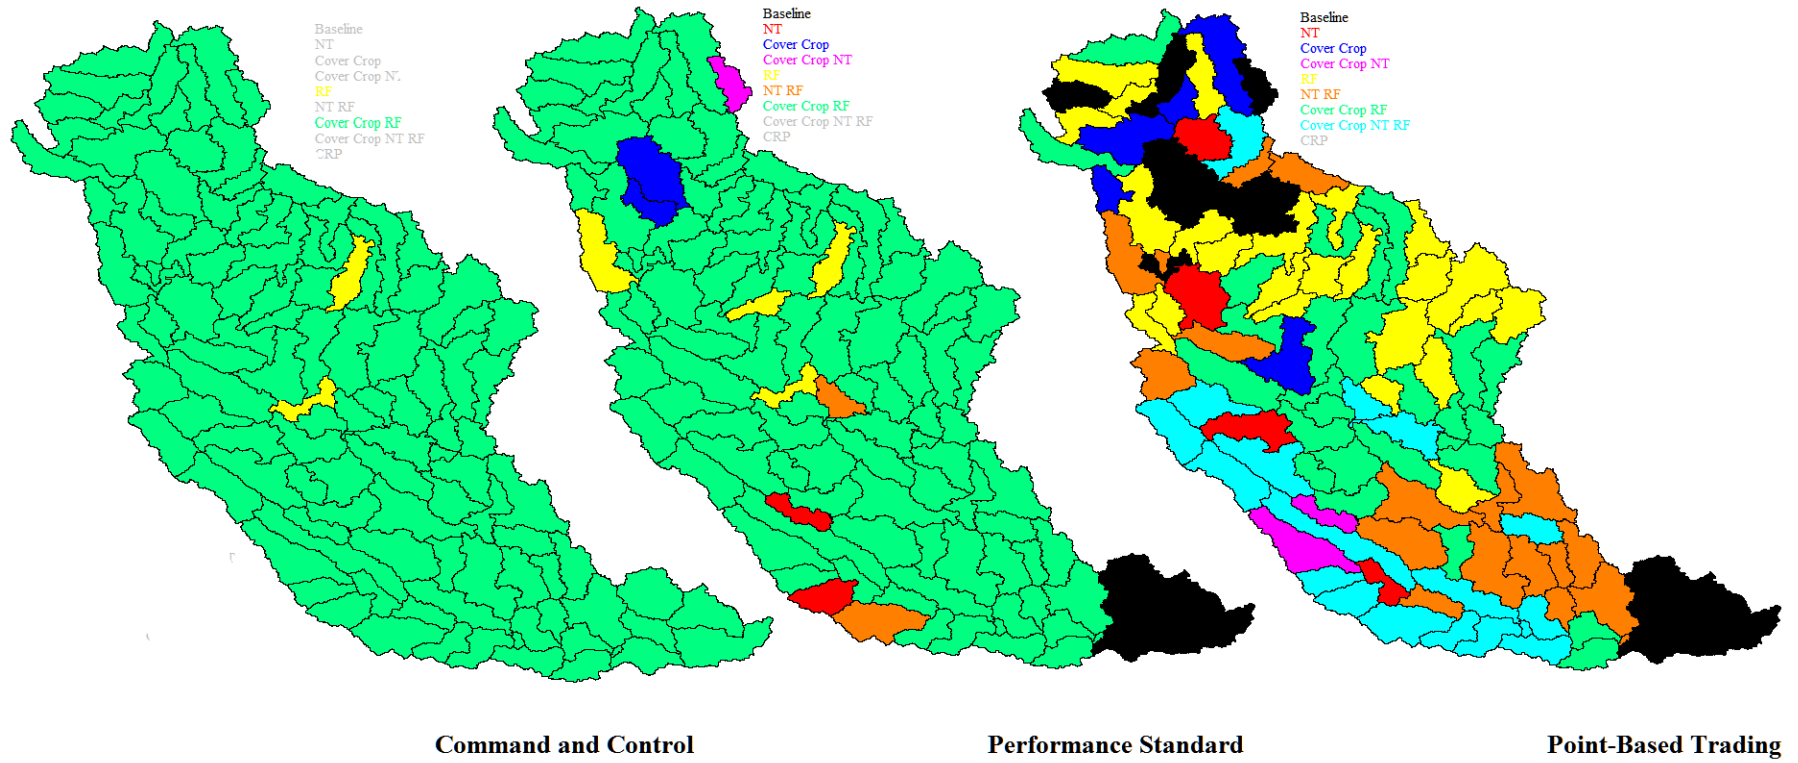 Baseline
NT
Cover Crop
Cover Crop N
RF
NT RF
Cover Crop RF
Cover Crop NT RF
CRP
Baseline
NT
Cover Crop
Cover Crop NT
RF
NT RF
Cover Crop RF
Cover Crop NT RF
CRP
Baseline
NT
Cover Crop
Cover Crop NT
RF
NT RF
Cover Crop RF
Cover Crop NT RF
CRP
Command and Control
Performance Standard
Point-Based Trading